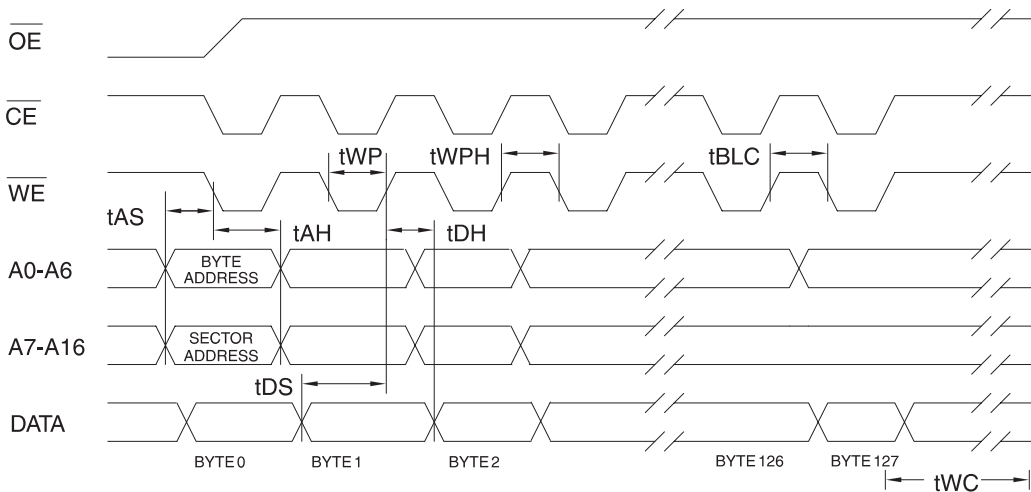 OE
CE
tWP tWPH tBLC
WE
tAS
tAH tDH
A0-A6 BYTE ADDRESS
A7-A16 SECTOR ADDRESS
tDS
DATA
BYTE 0 BYTE 1 BYTE 2 BYTE 126 BYTE 127
tWC